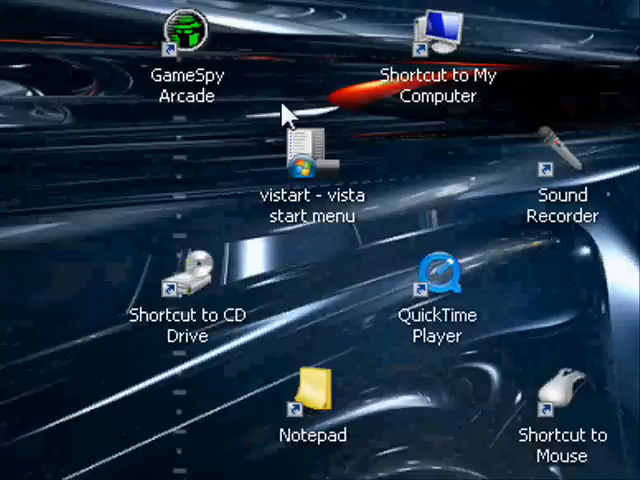 GameSpy
Arcade
Shortcut to My
Computer
vistart - vista
start menu
Sound
Recorder
Shortcut to CD
Drive
QuickTime
Player
Notepad
Shortcut to
Mouse